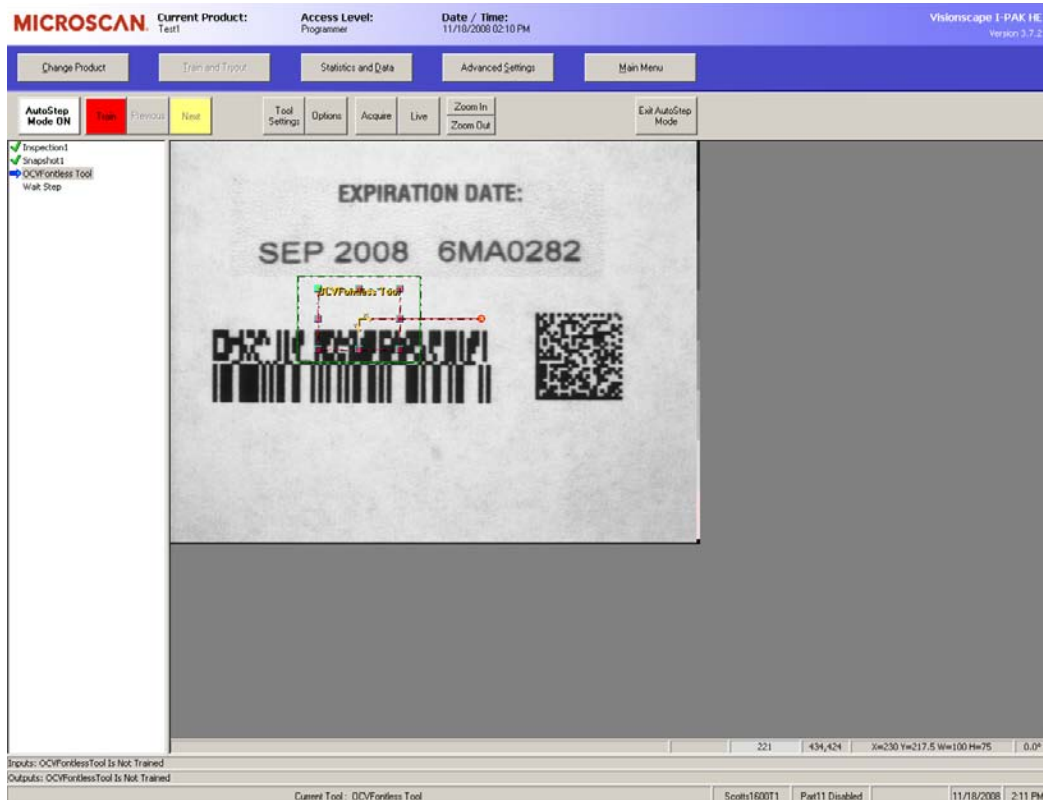 MICROSCAN.
Current Product:
Test1
Access Level:
Programmer
Date / Time:
11/18/2008 02:10 PM
Visionscape I-PAK HE
Version 3.7.2
Change Product
Train and Tryout
Statistics and Data
Advanced Settings
Main Menu
AutoStep Mode ON
Train
Previous
Next
Tool Settings
Options
Acquire
Live
Zoom In
Zoom Out
Exit AutoStep Mode
Inspection1
Snapshot1
OCVFontless Tool
Wait Step
EXPIRATION DATE:
SEP 2008 6MA0282
OCVFontless Tool
221
434,424
X=230 Y=217.5 W=100 H=75
0.0°
Inputs: OCVFontlessTool Is Not Trained
Outputs: OCVFontlessTool Is Not Trained
Current Tool : OCVFontless Tool
Scotts1600T1
Part11 Disabled
11/18/2008
2:11 PM